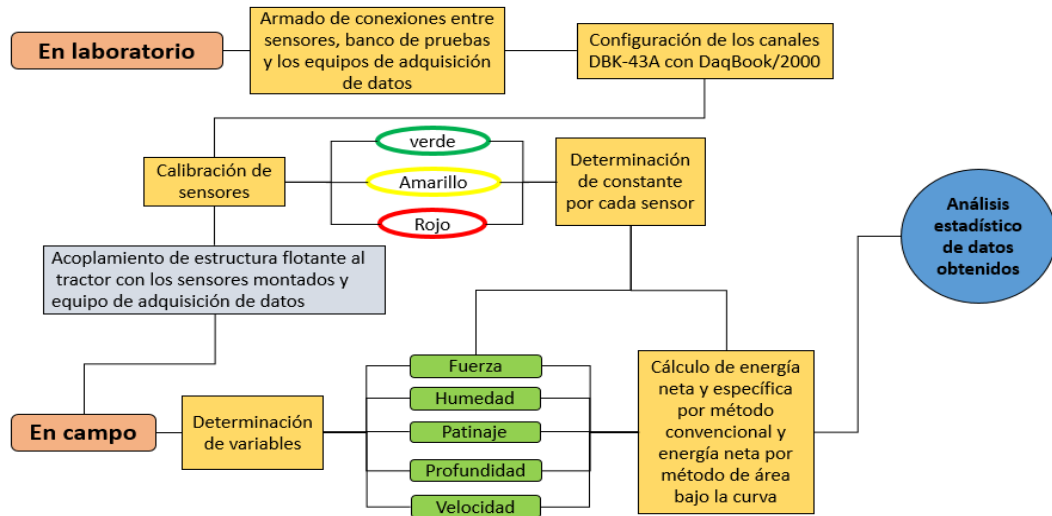 En laboratorio
Armado de conexiones entre
sensores, banco de pruebas
y los equipos de adquisición
de datos
Configuración de los canales
DBK-43A con DaqBook/2000
Calibración de
sensores
verde
Amarillo
Rojo
Determinación
de constante
por cada sensor
Análisis
estadístico
de datos
obtenidos
Acoplamiento de estructura flotante al
tractor con los sensores montados y
equipo de adquisición de datos
En campo
Determinación
de variables
Fuerza
Humedad
Patinaje
Profundidad
Velocidad
Cálculo de energía
neta y específica
por método
convencional y
energía neta por
método de área
bajo la curva